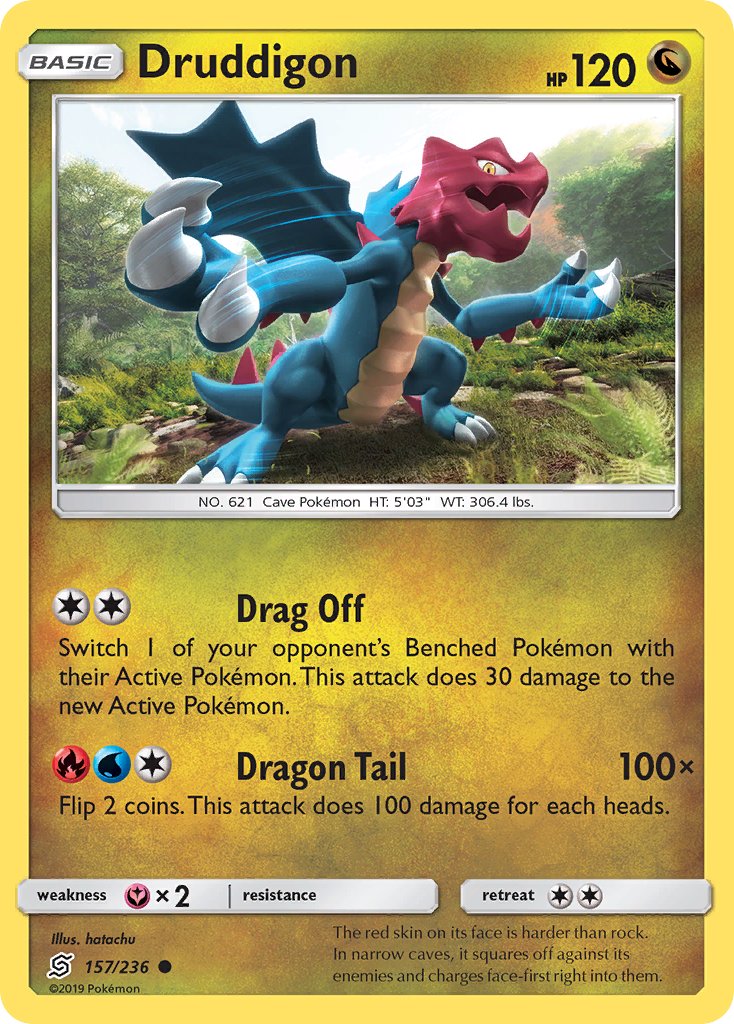 BASIC Druddigon HP 120
NO. 621 Cave Pokémon HT: 5'03" WT: 306.4 lbs.
Drag Off
Switch 1 of your opponent's Benched Pokémon with
their Active Pokémon. This attack does 30 damage to the
new Active Pokémon.
Dragon Tail 100×
Flip 2 coins. This attack does 100 damage for each heads.
weakness × 2 resistance retreat
Illus. hatachu
157/236
©2019 Pokémon
The red skin on its face is harder than rock.
In narrow caves, it squares off against its
enemies and charges face-first right into them.